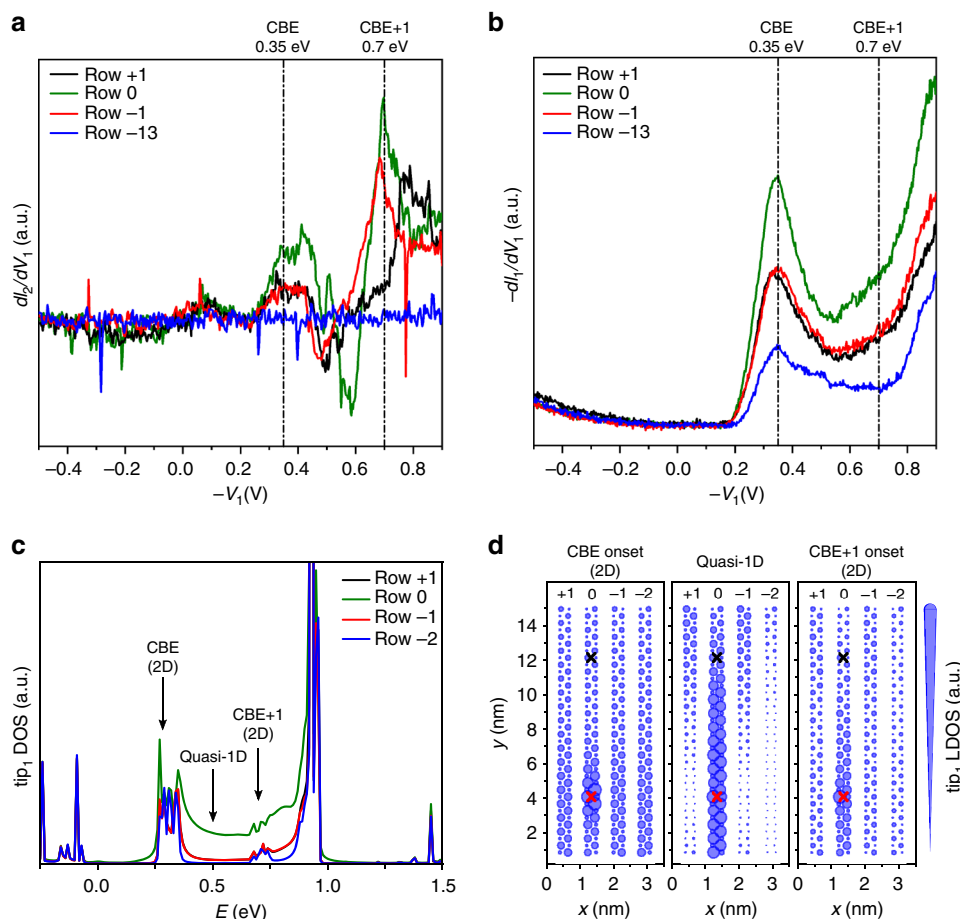 a
CBE
0.35 eV
CBE+1
0.7 eV
Row +1
Row 0
Row −1
Row −13
dI2/dV1 (a.u.)
−0.4 −0.2 0.0 0.2 0.4 0.6 0.8
−V1(V)
b
CBE
0.35 eV
CBE+1
0.7 eV
Row +1
Row 0
Row −1
Row −13
−dI1/dV1 (a.u.)
−0.4 −0.2 0.0 0.2 0.4 0.6 0.8
−V1(V)
c
Row +1
Row 0
Row −1
Row −2
CBE
(2D)
Quasi-1D
CBE+1
(2D)
tip1 DOS (a.u.)
0.0 0.5 1.0 1.5
E (eV)
d
CBE onset
(2D)
Quasi-1D
CBE+1 onset
(2D)
+1 0 −1 −2
+1 0 −1 −2
+1 0 −1 −2
14
12
10
8
6
4
2
y (nm)
0 1 2 3
0 1 2 3
0 1 2 3
x (nm)
x (nm)
x (nm)
tip1 LDOS (a.u.)